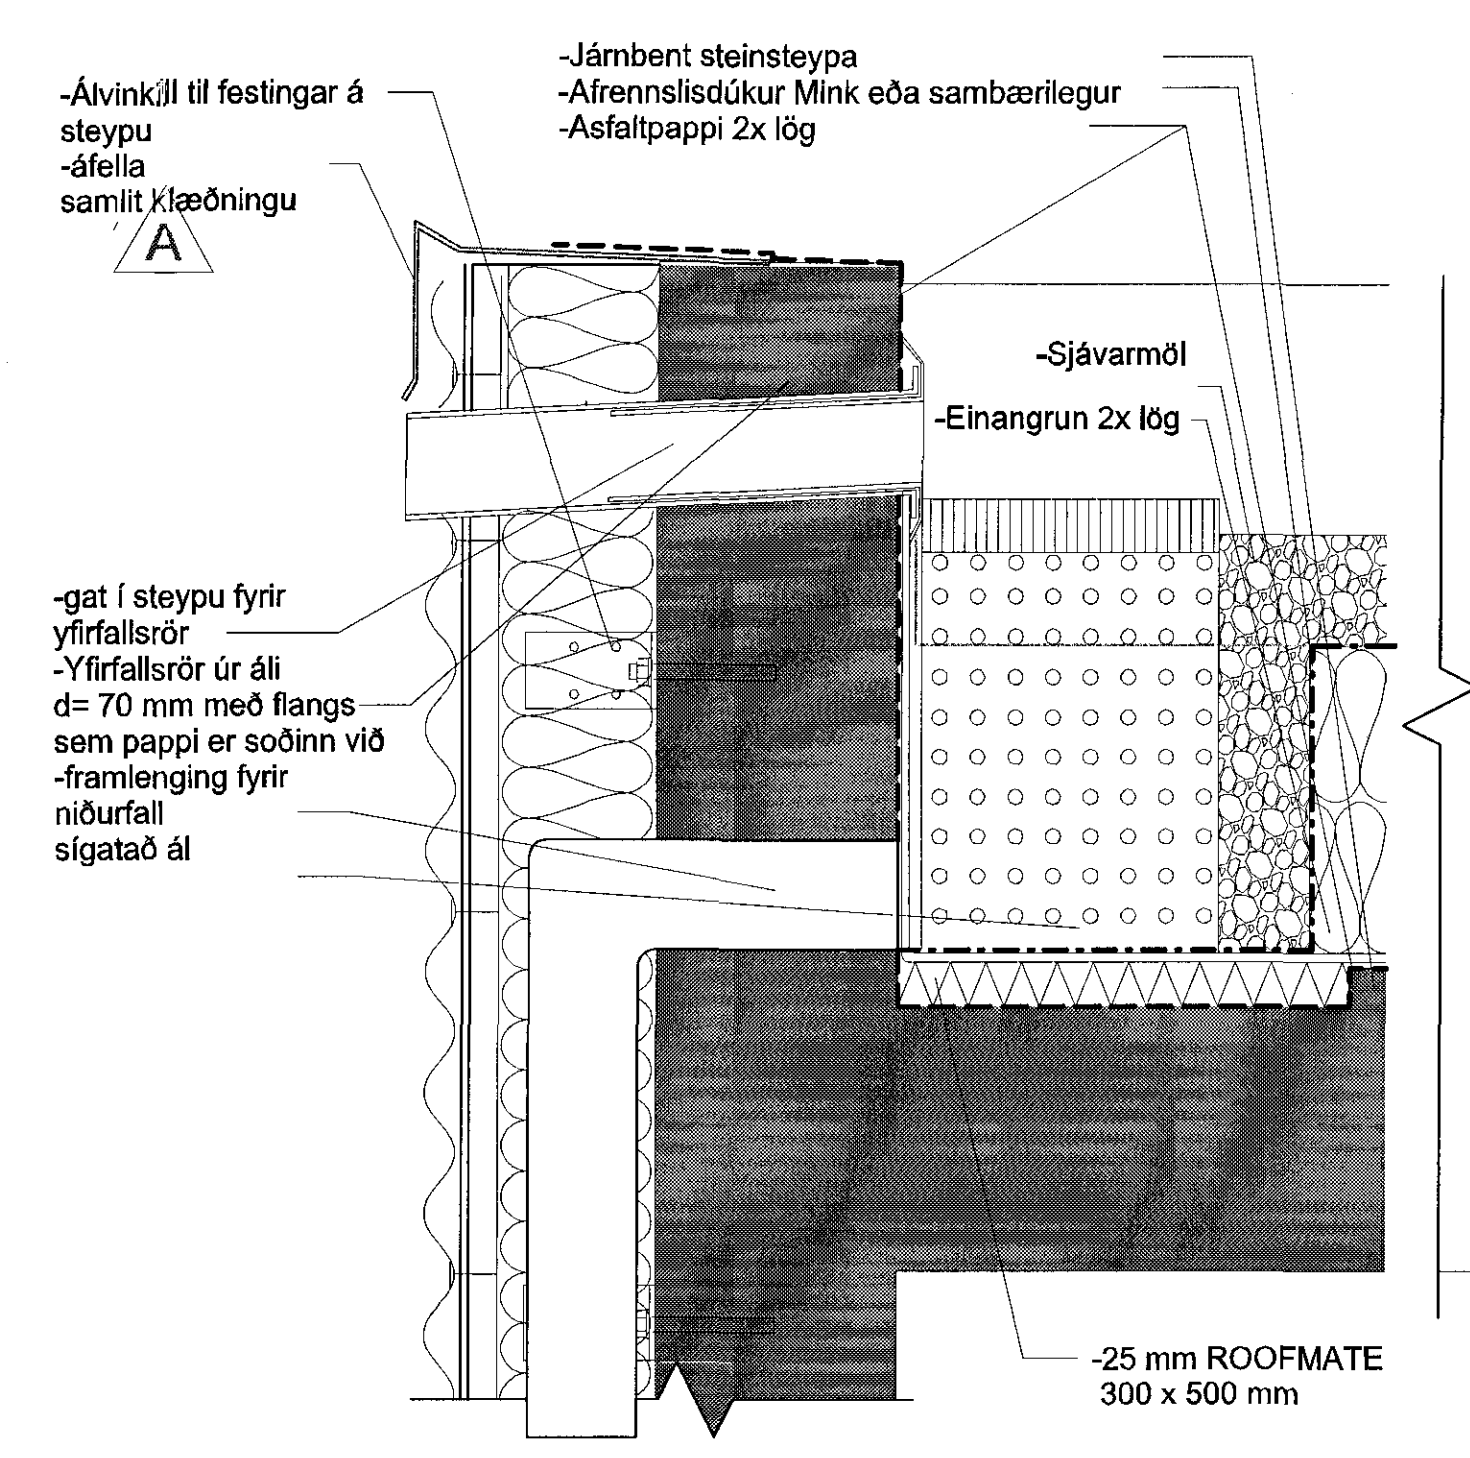 -Álvinkill til festingar á
steypu
-áfella
samlit klæðningu
A
-Járnbent steinsteypa
-Afrennslisdúkur Mink eða sambærilegur
-Asfaltpappi 2x lög
-Sjávarmöl
-Einangrun 2x lög
-gat í steypu fyrir
yfirfallsrör
-Yfirfallsrör úr áli
d= 70 mm með flangs
sem pappi er soðinn við
-framlenging fyrir
niðurfall
sígatað ál
-25 mm ROOFMATE
300 x 500 mm